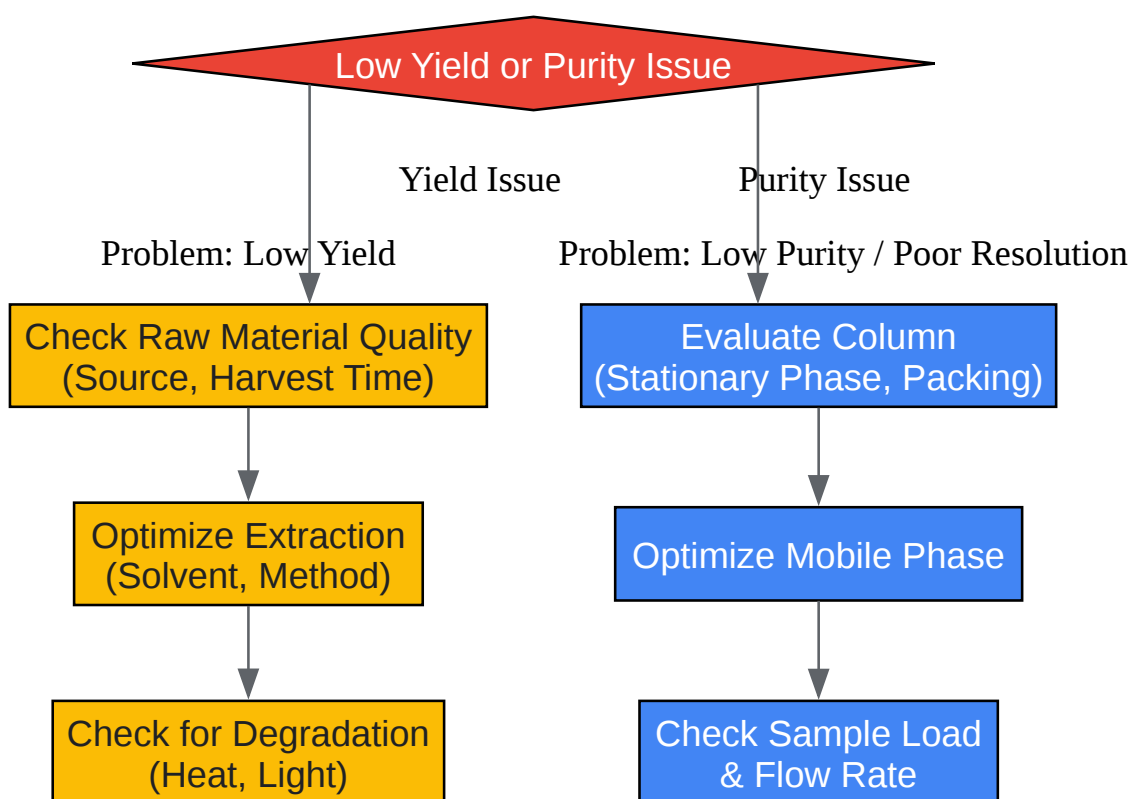 Low Yield or Purity Issue
Yield Issue
Purity Issue
Problem: Low Yield
Problem: Low Purity / Poor Resolution
Check Raw Material Quality
(Source, Harvest Time)
Evaluate Column
(Stationary Phase, Packing)
Optimize Extraction
(Solvent, Method)
Optimize Mobile Phase
Check for Degradation
(Heat, Light)
Check Sample Load
& Flow Rate